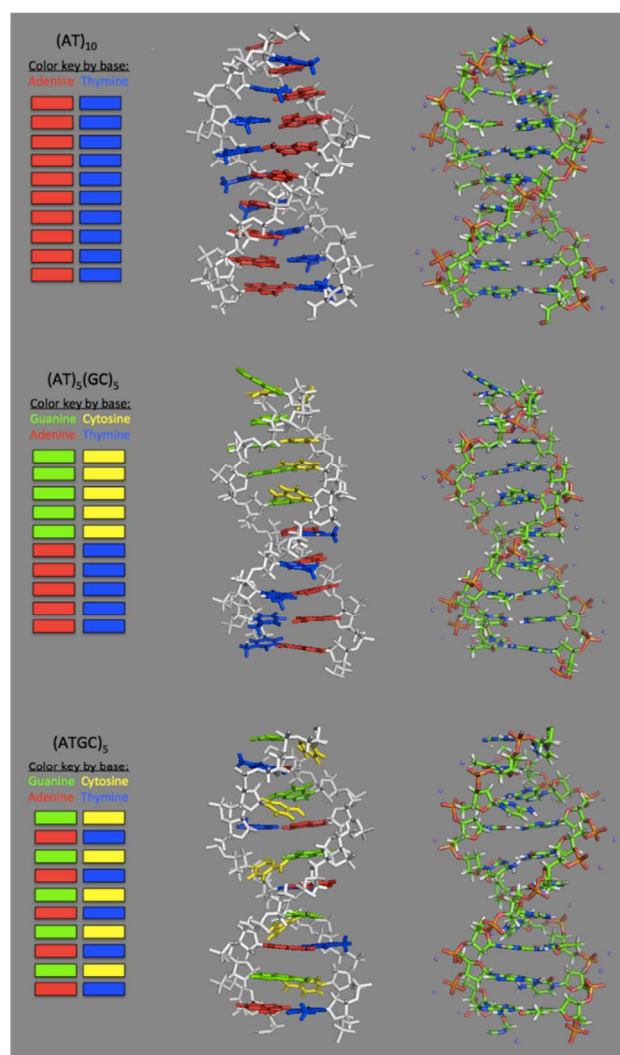 (AT)₁₀
Color key by base:
Adenine Thymine
(AT)₅(GC)₅
Color key by base:
Guanine Cytosine
Adenine Thymine
(ATGC)₅
Color key by base:
Guanine Cytosine
Adenine Thymine